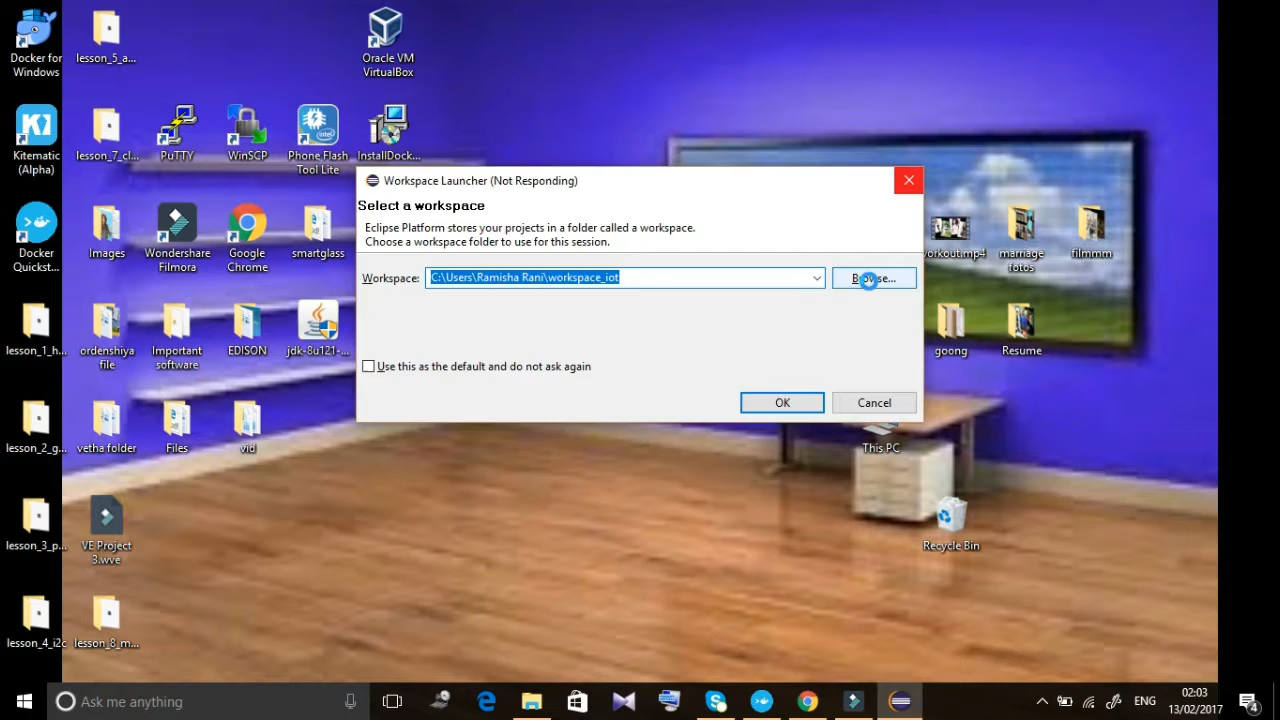 Docker for
Windows
lesson_5_a...
Oracle VM
VirtualBox
Kitematic
(Alpha)
lesson_7_cl...
PuTTY
WinSCP
Phone Flash
Tool Lite
InstallDock...
Workspace Launcher (Not Responding)
Select a workspace
Eclipse Platform stores your projects in a folder called a workspace.
Choose a workspace folder to use for this session.
Workspace:
C:\Users\Ramisha Rani\workspace_iot
Browse...
Use this as the default and do not ask again
OK
Cancel
Docker
Quickst...
Images
Wondershare
Filmora
Google
Chrome
smartglass
vorkout.mp4
marriage
fotos
filmmm
lesson_1_h...
ordenshiya
file
Important
software
EDISON
jdk-8u121-...
goong
Resume
lesson_2_g...
vetha folder
Files
vid
This PC
lesson_3_p...
VE Project
3.wve
Recycle Bin
lesson_4_i2c
lesson_8_m...
Ask me anything
ENG
02:03
13/02/2017
4